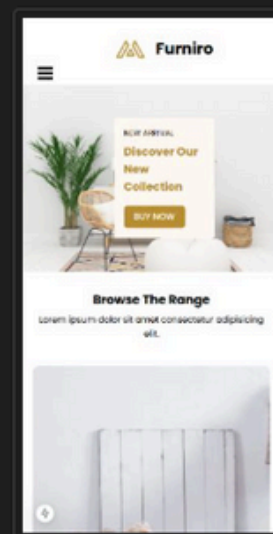 Furniro
NEW ARRIVAL
Discover Our
New
Collection
BUY NOW
Browse The Range
Lorem ipsum dolor sit amet consectetur adipisicing
elit.